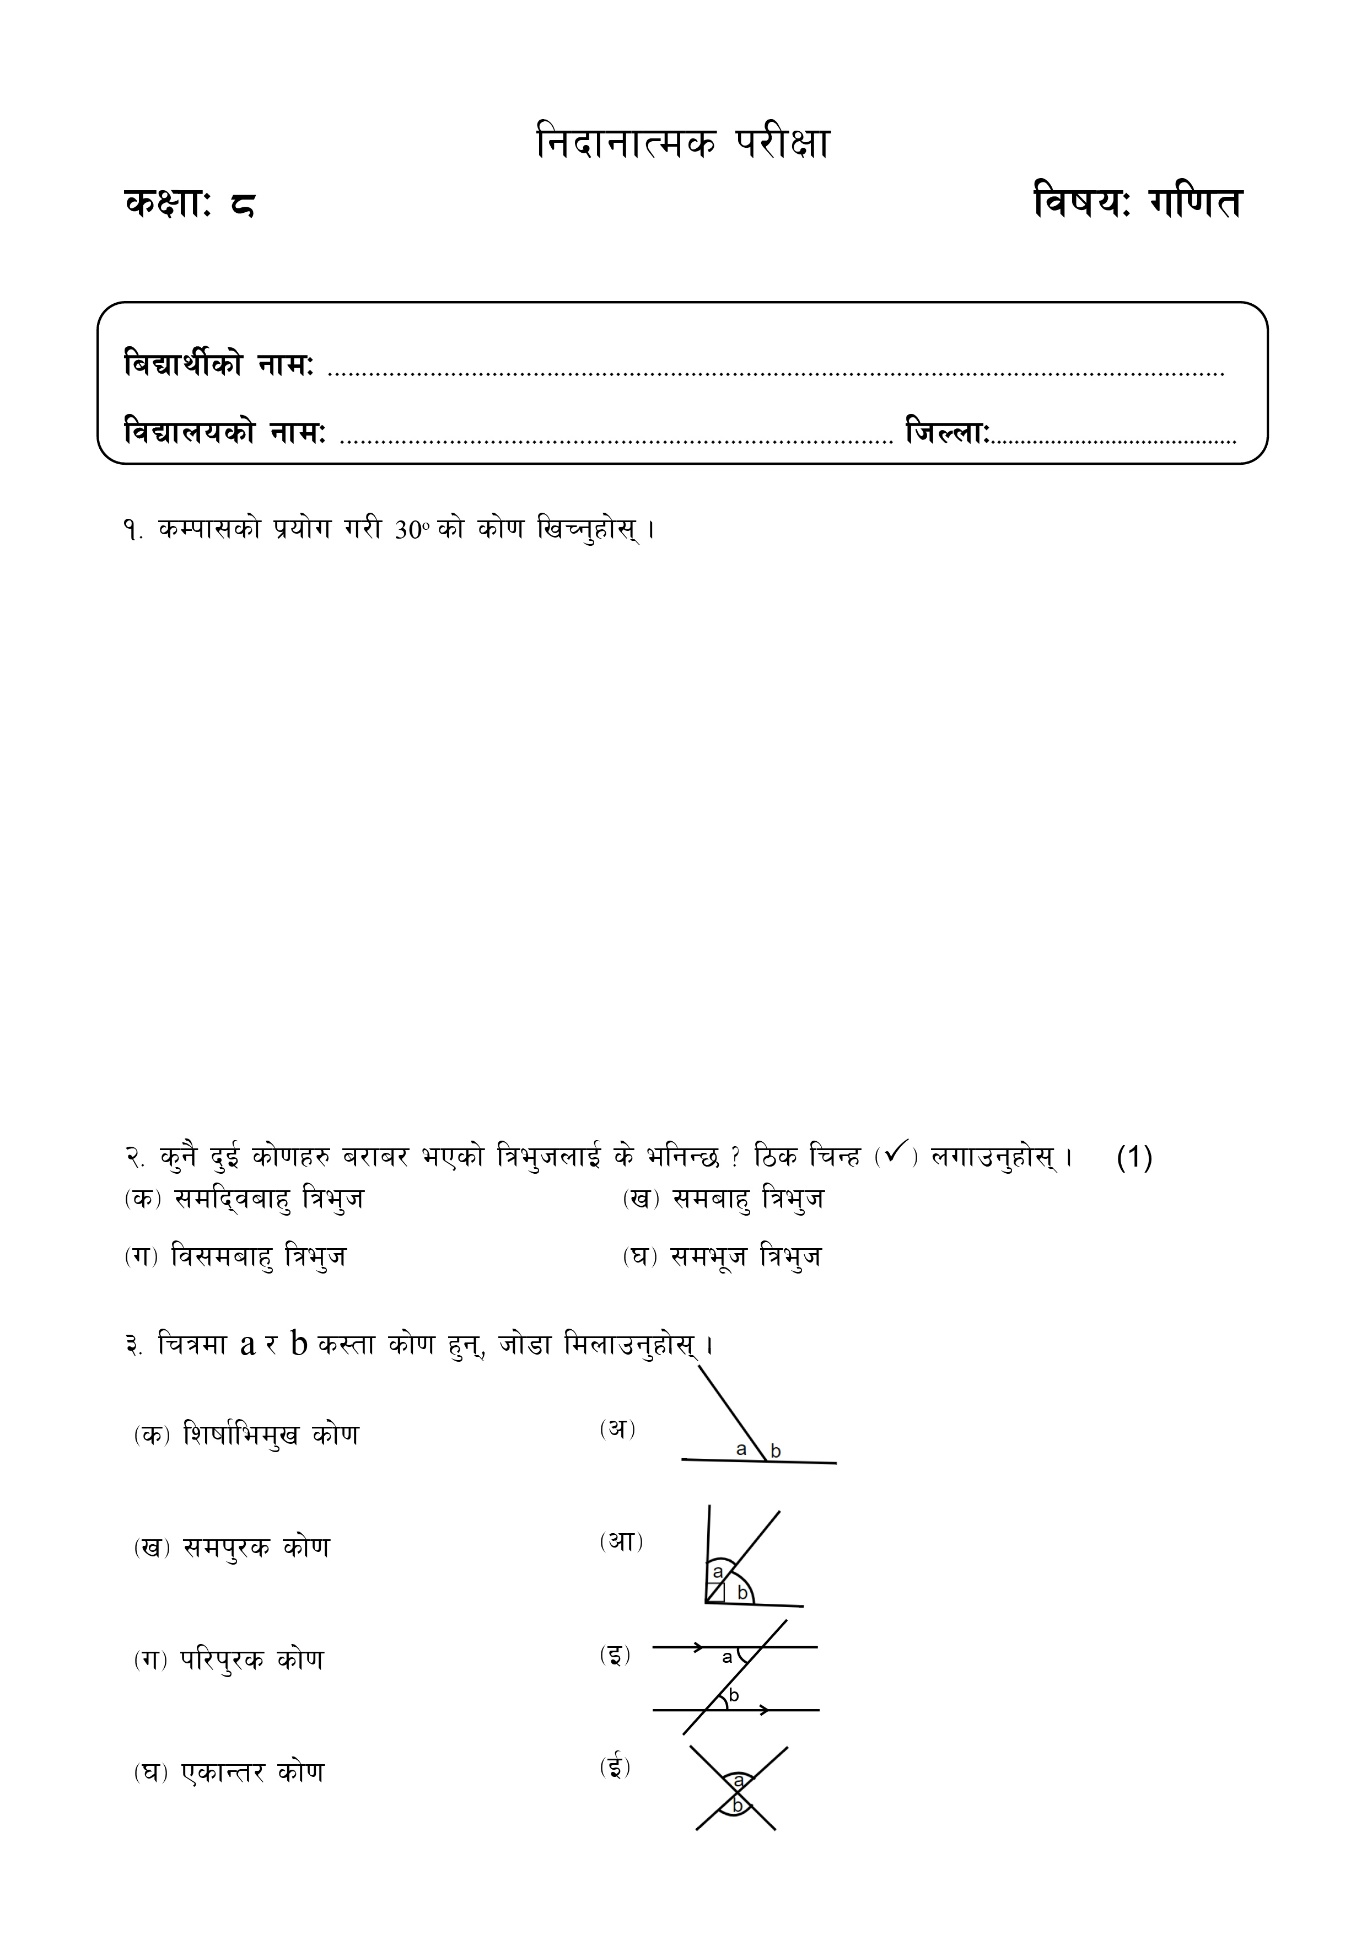 निदानात्मक परीक्षा
कक्षाः ८ विषयः गणित
बिद्यार्थीको नामः ........................................................................................................................................
विद्यालयको नामः .................................................................................... जिल्लाः.......................................
१. कम्पासको प्रयोग गरी 30° को कोण खिच्नुहोस् ।
२. कुनै दुई कोणहरु बराबर भएको त्रिभुजलाई के भनिन्छ ? ठिक चिन्ह (✓) लगाउनुहोस् । (1)
(क) समद्विबाहु त्रिभुज (ख) समबाहु त्रिभुज
(ग) विसमबाहु त्रिभुज (घ) समभूज त्रिभुज
३. चित्रमा a र b कस्ता कोण हुन्, जोडा मिलाउनुहोस् ।
(क) शिर्षाभिमुख कोण (अ) a b
(ख) समपुरक कोण (आ) a b
(ग) परिपुरक कोण (इ) a b
(घ) एकान्तर कोण (ई) a b